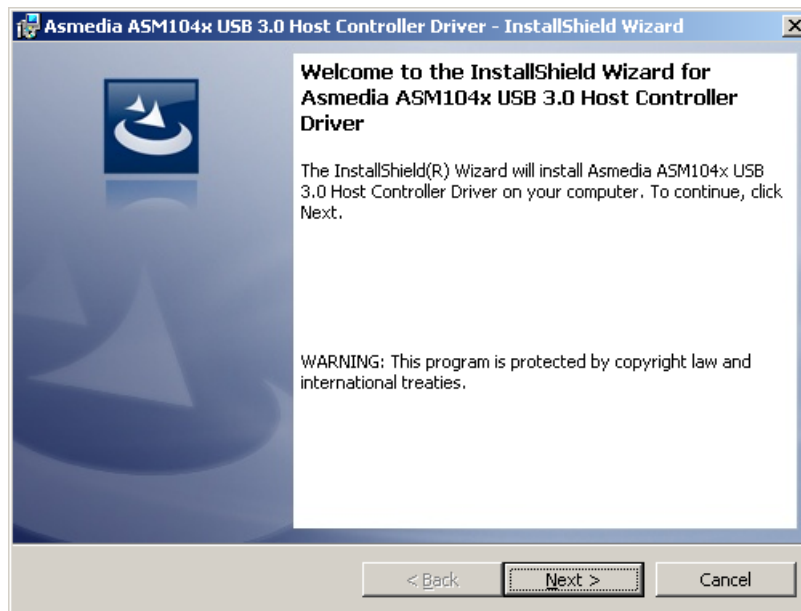 Asmedia ASM104x USB 3.0 Host Controller Driver - InstallShield Wizard
Welcome to the InstallShield Wizard for
Asmedia ASM104x USB 3.0 Host Controller
Driver
The InstallShield(R) Wizard will install Asmedia ASM104x USB
3.0 Host Controller Driver on your computer. To continue, click
Next.
WARNING: This program is protected by copyright law and
international treaties.
< Back
Next >
Cancel